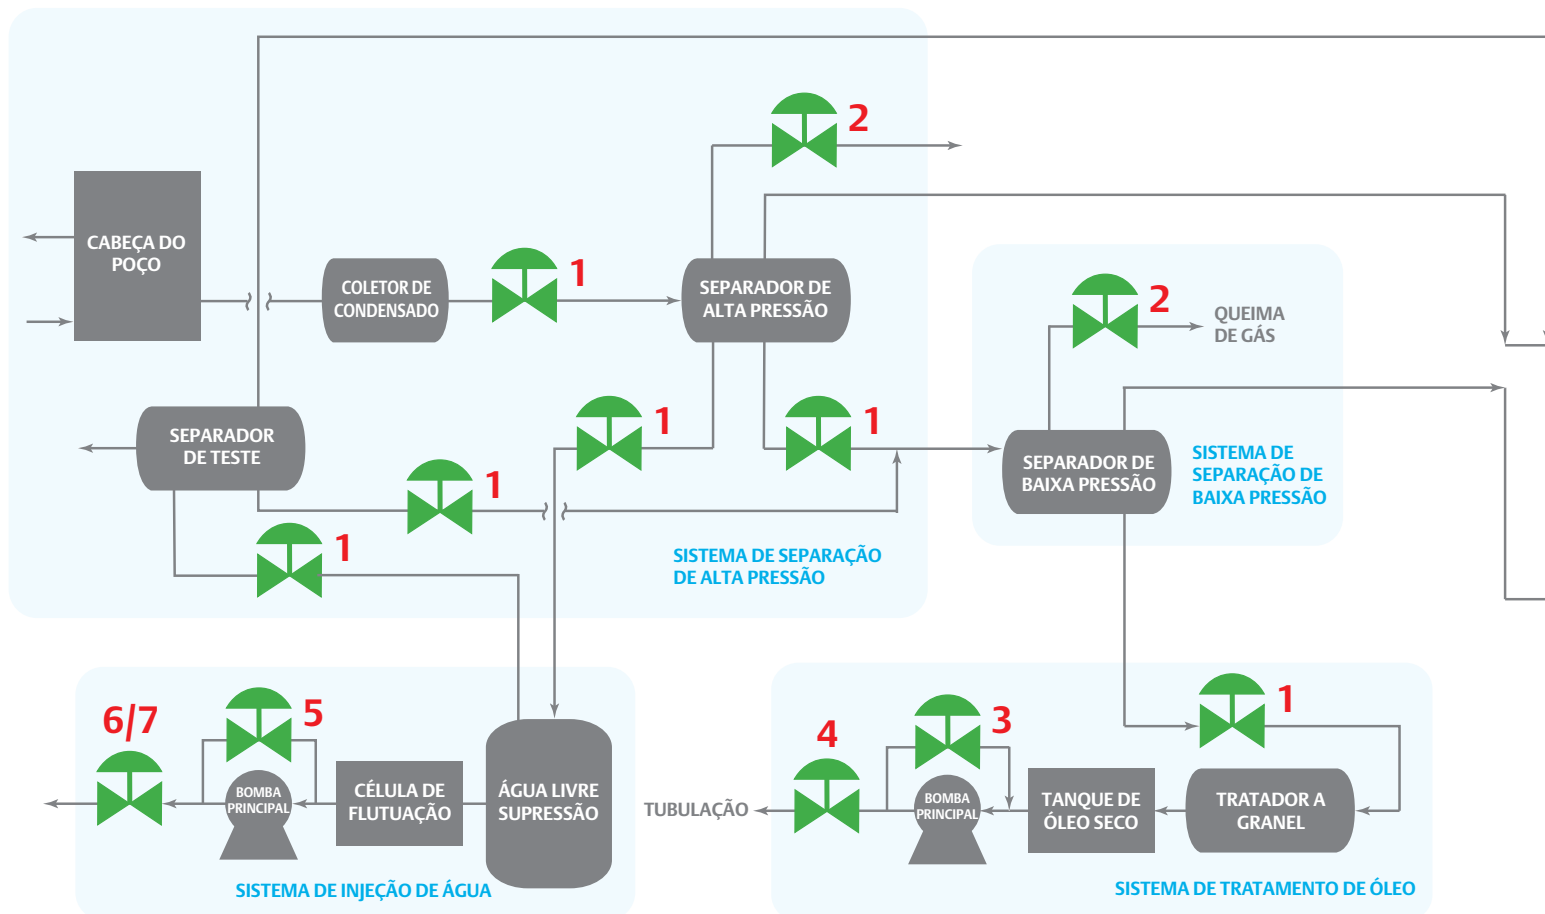 2
CABEÇA DO
POÇO
COLETOR DE
CONDENSADO
1
SEPARADOR DE
ALTA PRESSÃO
2
QUEIMA
DE GÁS
SEPARADOR
DE TESTE
1
1
1
1
SEPARADOR DE
BAIXA PRESSÃO
SISTEMA DE
SEPARAÇÃO DE
BAIXA PRESSÃO
SISTEMA DE SEPARAÇÃO
DE ALTA PRESSÃO
6/7
5
BOMBA
PRINCIPAL
CÉLULA DE
FLUTUAÇÃO
ÁGUA LIVRE
SUPRESSÃO
SISTEMA DE INJEÇÃO DE ÁGUA
TUBULAÇÃO
4
3
1
BOMBA
PRINCIPAL
TANQUE DE
ÓLEO SECO
TRATADOR A
GRANEL
SISTEMA DE TRATAMENTO DE ÓLEO